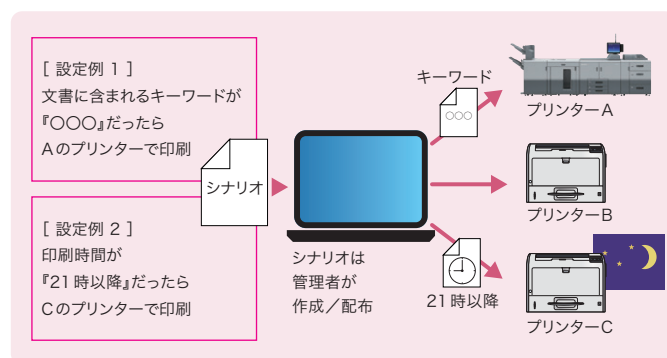 [ 設定例 1 ]
文書に含まれるキーワードが
『〇〇〇』だったら
Aのプリンターで印刷
[ 設定例 2 ]
印刷時間が
『21時以降』だったら
Cのプリンターで印刷
シナリオ
シナリオは
管理者が
作成／配布
キーワード
〇〇〇
21時以降
プリンターA
プリンターB
プリンターC